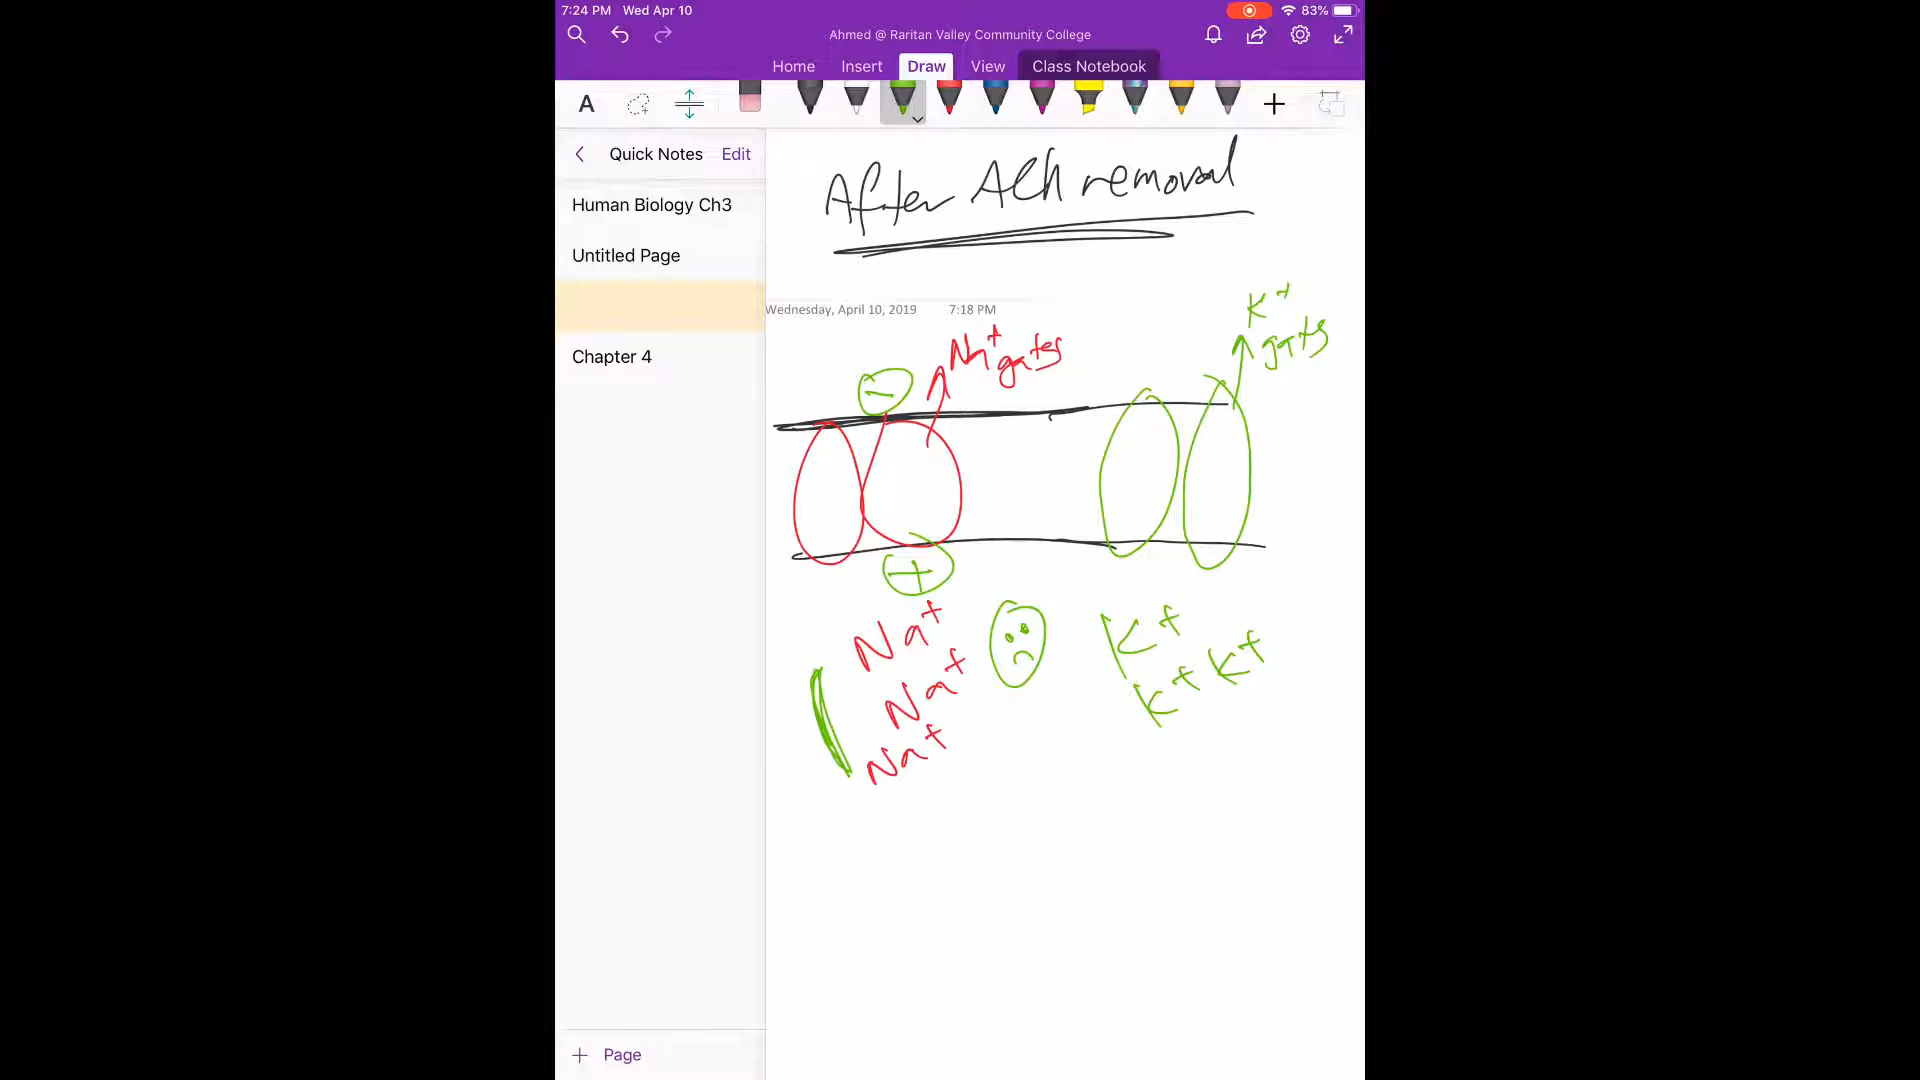 7:24 PM Wed Apr 10
83%
Ahmed @ Raritan Valley Community College
Home Insert Draw View Class Notebook
A
Quick Notes Edit
Human Biology Ch3
Untitled Page
Chapter 4
After ACh removal
Wednesday, April 10, 2019 7:18 PM
Na+ gates
K+ gats
−
+
Na+
Na+
Na+
K+
K+ K+
+ Page